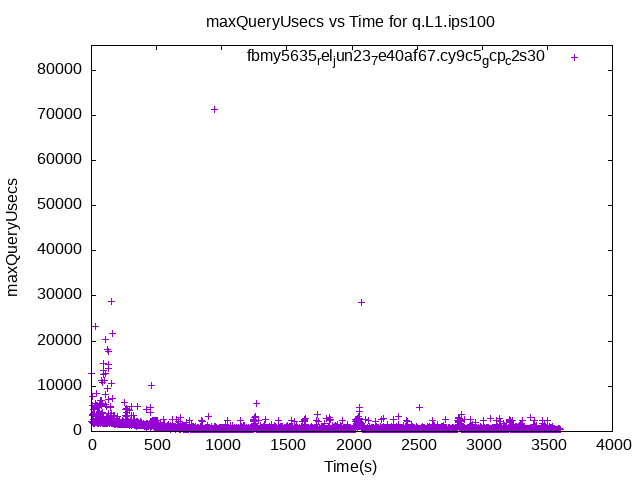 maxQueryUsecs vs Time for q.L1.ips100
fbmy5635reljun237e40af67.cy9c5gcpc2s30
80000
70000
60000
50000
40000
30000
20000
10000
0
maxQueryUsecs
0 500 1000 1500 2000 2500 3000 3500 4000
Time(s)